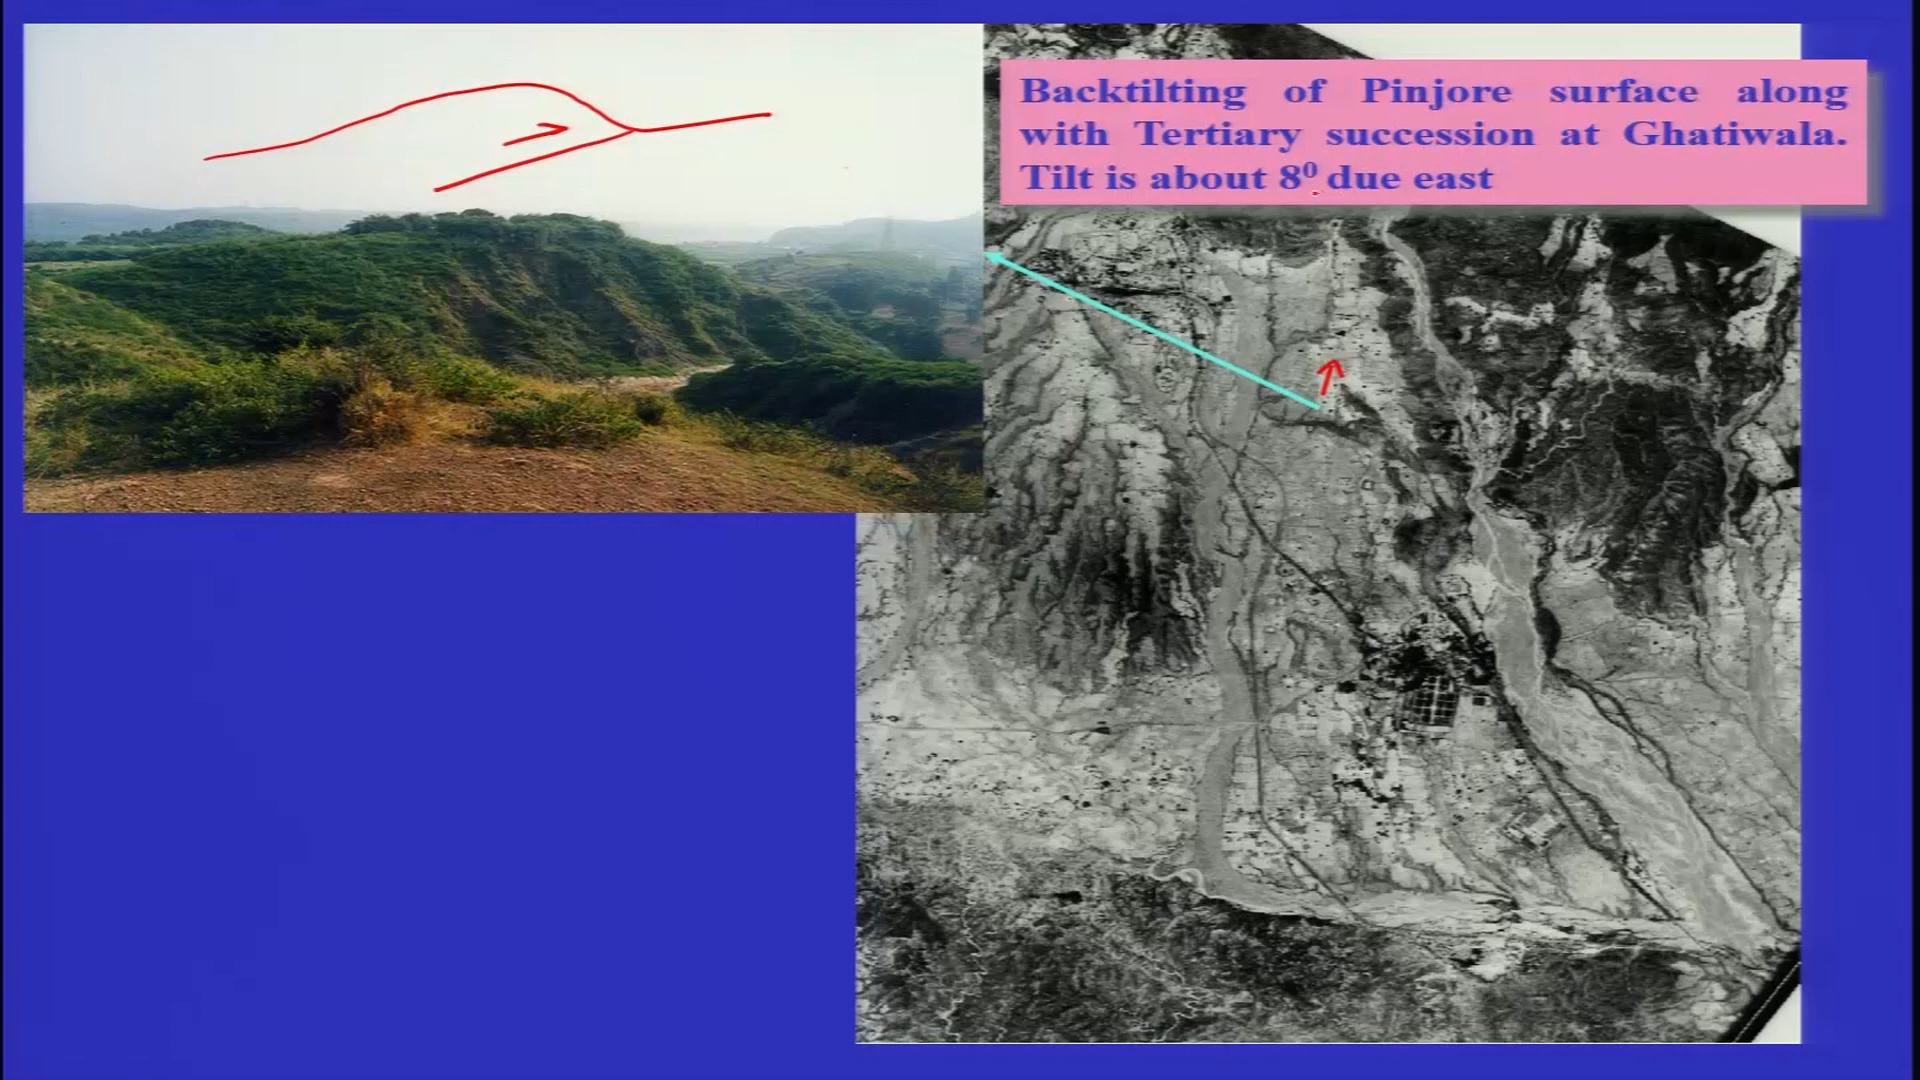 Backtilting of Pinjore surface along
with Tertiary succession at Ghatiwala.
Tilt is about 8⁰ due east